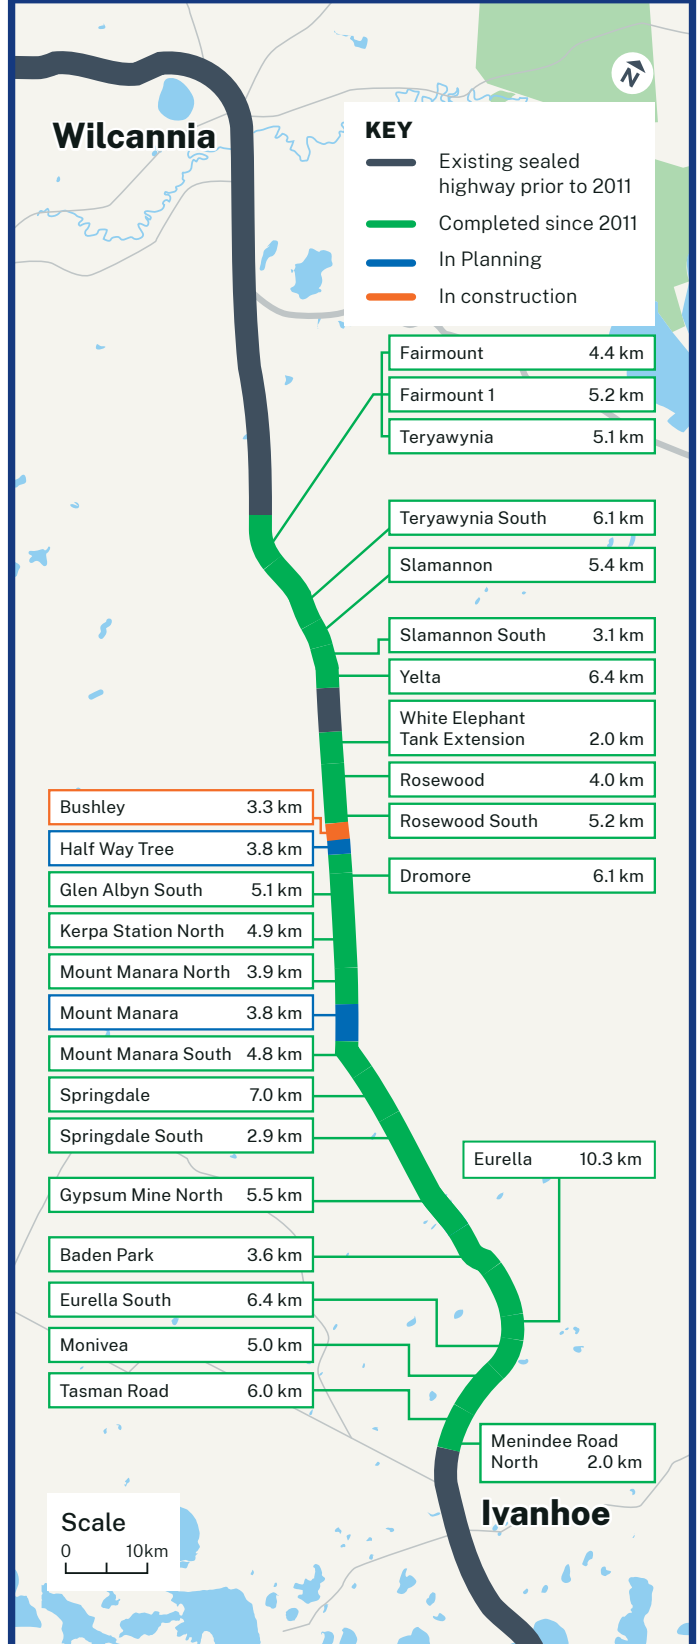 N
Wilcannia
KEY
Existing sealed
highway prior to 2011
Completed since 2011
In Planning
In construction
Fairmount 4.4 km
Fairmount 1 5.2 km
Teryawynia 5.1 km
Teryawynia South 6.1 km
Slamannon 5.4 km
Slamannon South 3.1 km
Yelta 6.4 km
White Elephant
Tank Extension 2.0 km
Rosewood 4.0 km
Rosewood South 5.2 km
Dromore 6.1 km
Bushley 3.3 km
Half Way Tree 3.8 km
Glen Albyn South 5.1 km
Kerpa Station North 4.9 km
Mount Manara North 3.9 km
Mount Manara 3.8 km
Mount Manara South 4.8 km
Springdale 7.0 km
Springdale South 2.9 km
Eurella 10.3 km
Gypsum Mine North 5.5 km
Baden Park 3.6 km
Eurella South 6.4 km
Monivea 5.0 km
Tasman Road 6.0 km
Menindee Road
North 2.0 km
Ivanhoe
Scale
0 10km